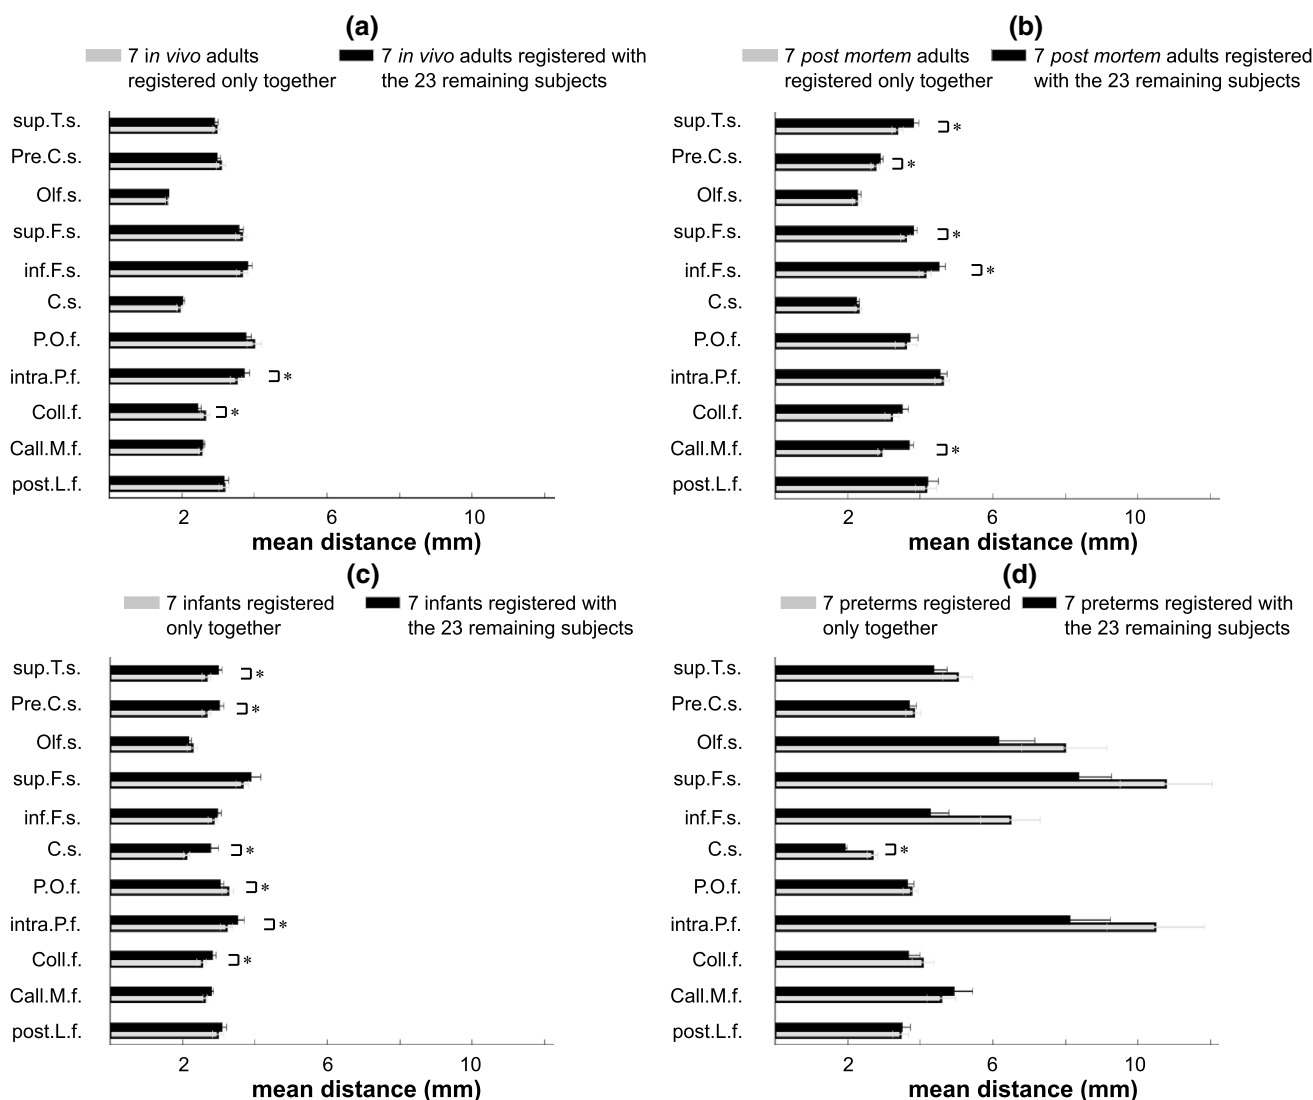 (a)
7 in vivo adults
registered only together
7 in vivo adults registered with
the 23 remaining subjects
sup.T.s.
Pre.C.s.
Olf.s.
sup.F.s.
inf.F.s.
C.s.
P.O.f.
intra.P.f.
*
Coll.f.
*
Call.M.f.
post.L.f.
2 6 10
mean distance (mm)
(b)
7 post mortem adults
registered only together
7 post mortem adults registered
with the 23 remaining subjects
sup.T.s.
*
Pre.C.s.
*
Olf.s.
sup.F.s.
*
inf.F.s.
*
C.s.
P.O.f.
intra.P.f.
Coll.f.
Call.M.f.
*
post.L.f.
2 6 10
mean distance (mm)
(c)
7 infants registered
only together
7 infants registered with
the 23 remaining subjects
sup.T.s.
*
Pre.C.s.
*
Olf.s.
sup.F.s.
inf.F.s.
C.s.
*
P.O.f.
*
intra.P.f.
*
Coll.f.
*
Call.M.f.
post.L.f.
2 6 10
mean distance (mm)
(d)
7 preterms registered
only together
7 preterms registered with
the 23 remaining subjects
sup.T.s.
Pre.C.s.
Olf.s.
sup.F.s.
inf.F.s.
C.s.
*
P.O.f.
intra.P.f.
Coll.f.
Call.M.f.
post.L.f.
2 6 10
mean distance (mm)